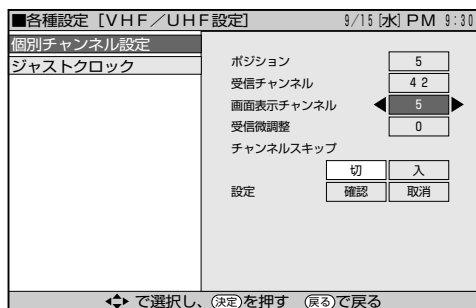 ■各種設定［VHF／UHF設定］ 9/15[水]PM 9:30
個別チャンネル設定
ジャストクロック
ポジション 5
受信チャンネル 42
画面表示チャンネル ◀ 5 ▶
受信微調整 0
チャンネルスキップ
切 入
設定 確認 取消
で選択し、決定を押す 戻るで戻る